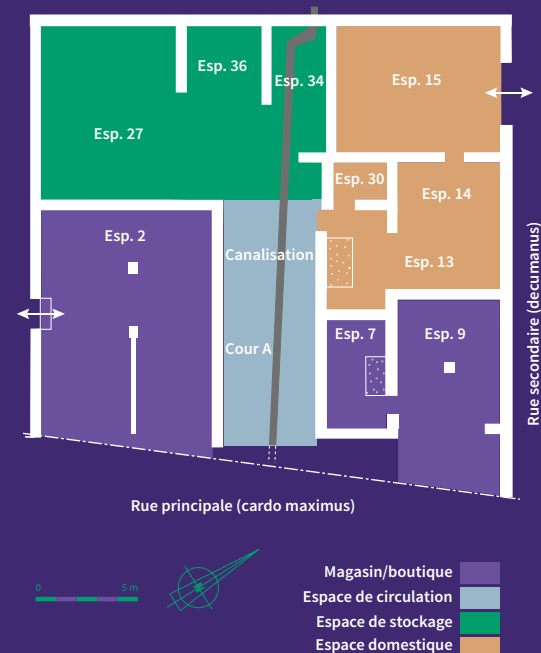 Esp. 36
Esp. 34
Esp. 15
Esp. 27
Esp. 30
Esp. 14
Esp. 2
Canalisation
Esp. 13
Cour A
Esp. 7
Esp. 9
Rue secondaire (decumanus)
Rue principale (cardo maximus)
0
5 m
N
Magasin/boutique
Espace de circulation
Espace de stockage
Espace domestique